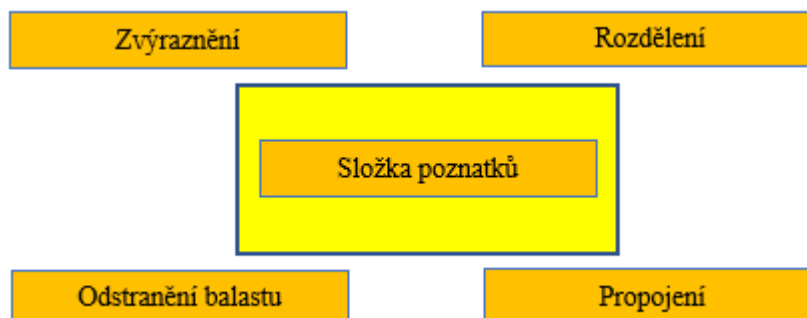 Zvýraznění
Rozdělení
Složka poznatků
Odstranění balastu
Propojení